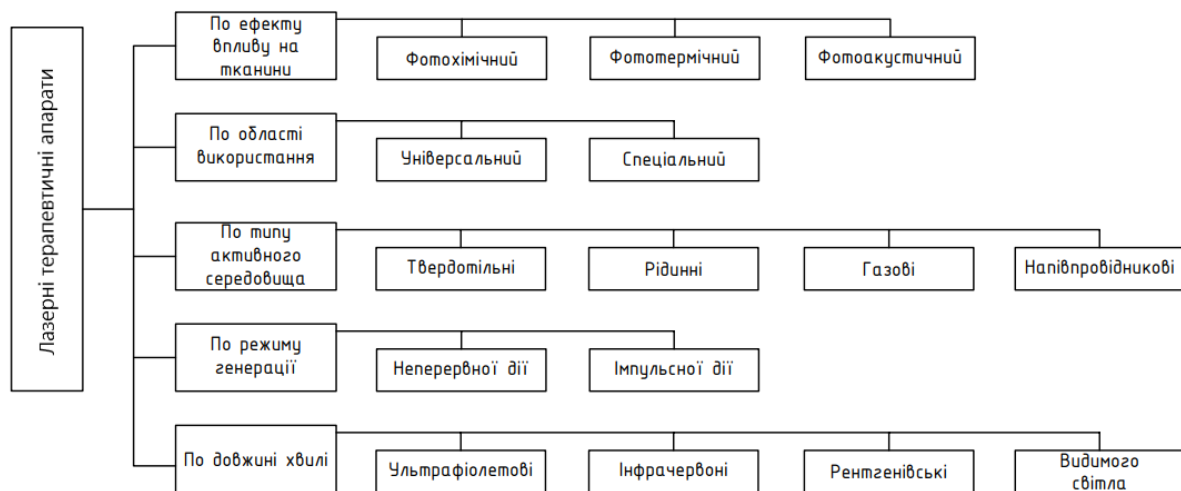 Лазерні терапевтичні апарати
По ефекту
впливу на
тканини
Фотохімічний
Фототермічний
Фотоакустичний
По області
використання
Універсальний
Спеціальний
По типу
активного
середовища
Твердотільні
Рідинні
Газові
Напівпровідникові
По режиму
генерації
Неперервної дії
Імпульсної дії
По довжині хвилі
Ультрафіолетові
Інфрачервоні
Рентгенівські
Видимого
світла